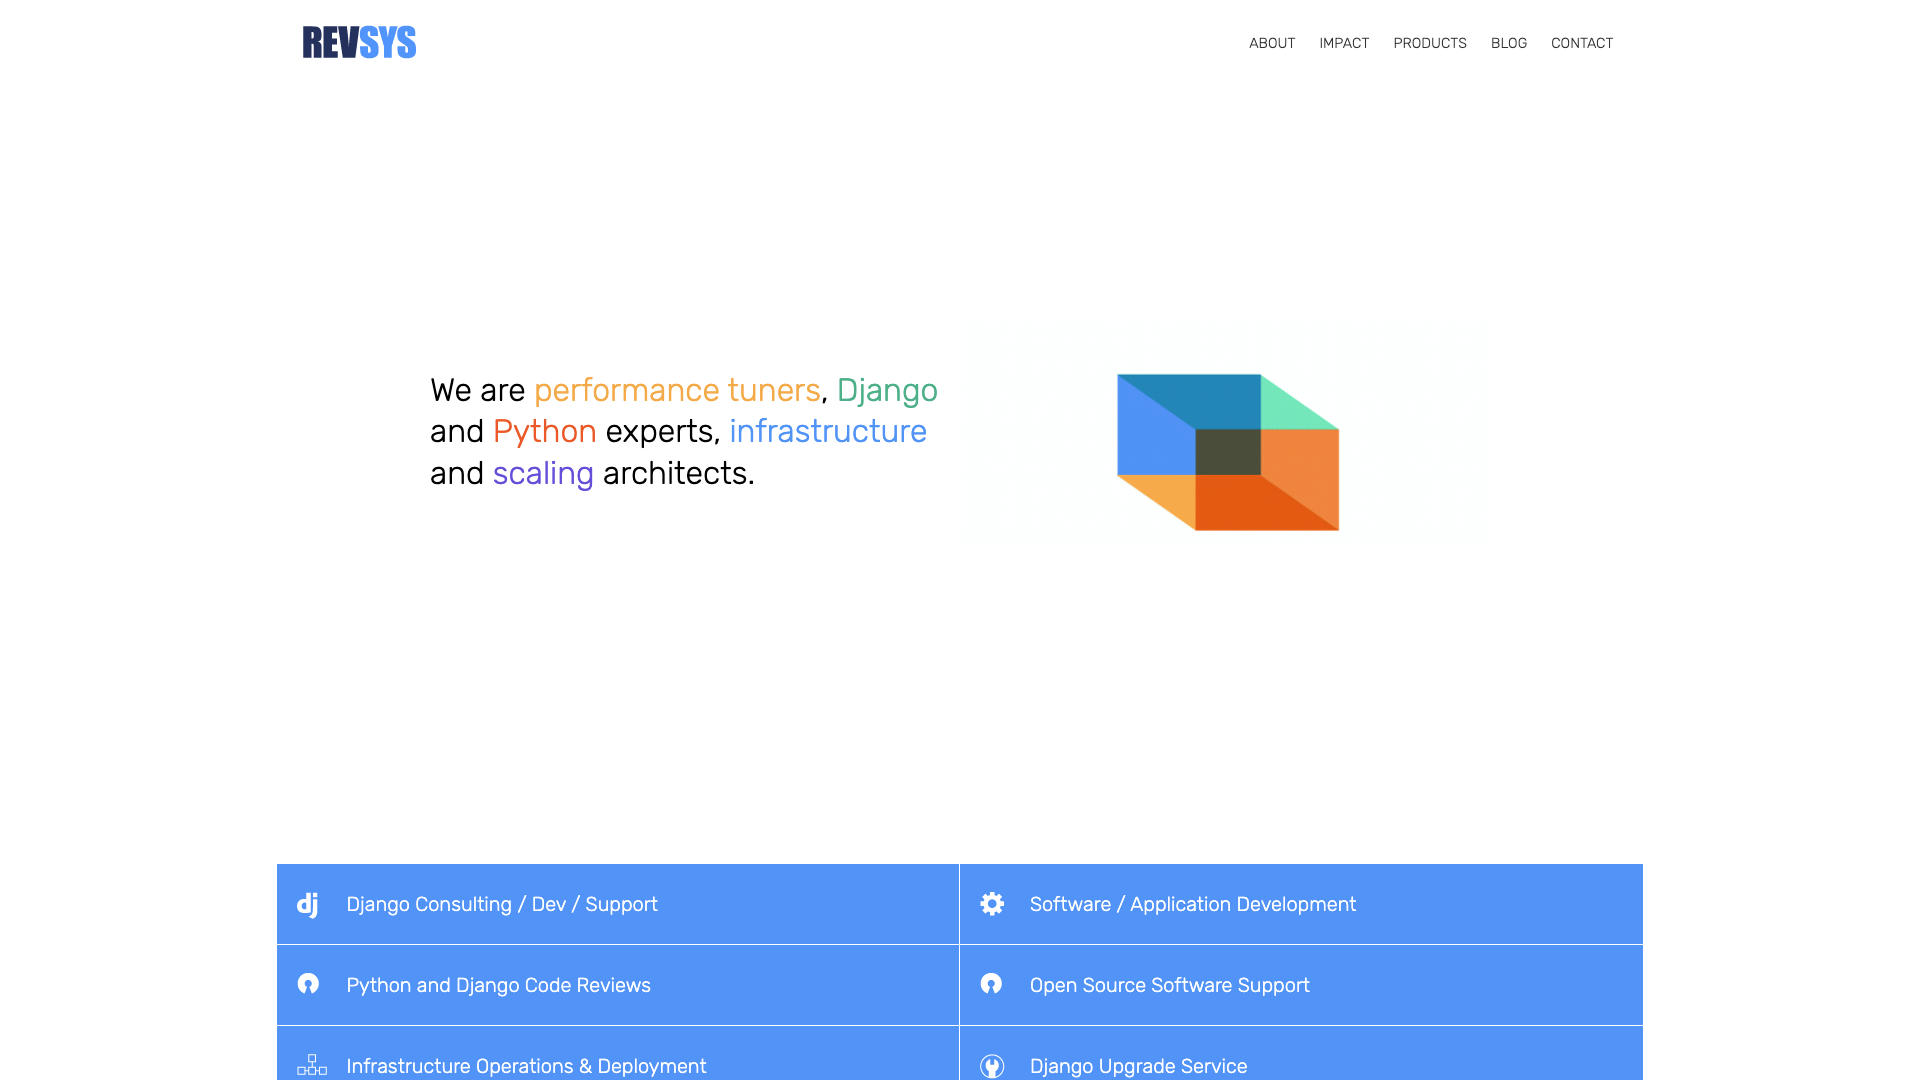 REVSYS
ABOUT IMPACT PRODUCTS BLOG CONTACT
We are performance tuners, Django
and Python experts, infrastructure
and scaling architects.
dj Django Consulting / Dev / Support
Software / Application Development
Python and Django Code Reviews
Open Source Software Support
Infrastructure Operations & Deployment
Django Upgrade Service